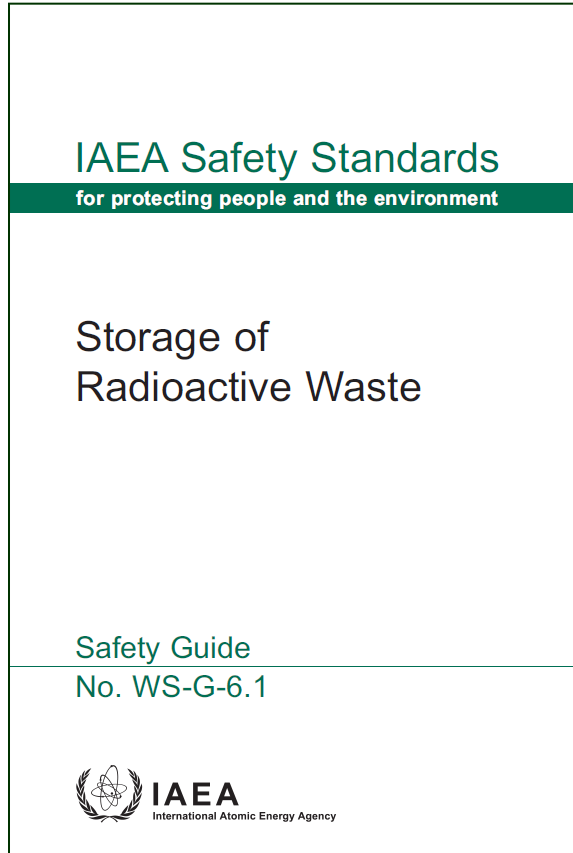 IAEA Safety Standards
for protecting people and the environment
Storage of
Radioactive Waste
Safety Guide
No. WS-G-6.1
IAEA
International Atomic Energy Agency